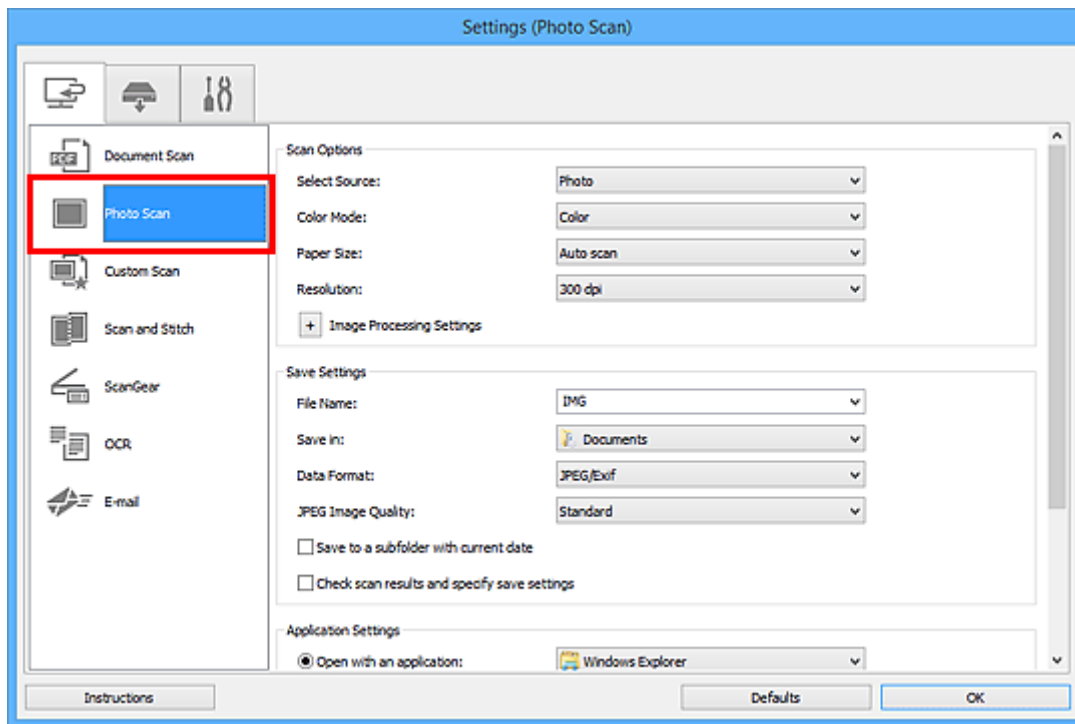 Settings (Photo Scan)
PDF
Document Scan
Photo Scan
Custom Scan
Scan and Stitch
ScanGear
OCR
E-mail
Scan Options
Select Source: Photo
Color Mode: Color
Paper Size: Auto scan
Resolution: 300 dpi
+ Image Processing Settings
Save Settings
File Name: IMG
Save in: Documents
Data Format: JPEG/Exif
JPEG Image Quality: Standard
Save to a subfolder with current date
Check scan results and specify save settings
Application Settings
Open with an application: Windows Explorer
Instructions
Defaults
OK